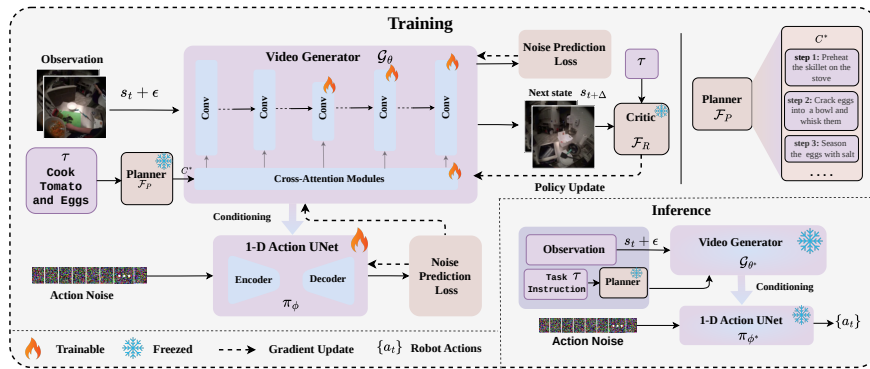 Training
Observation
s_t + ϵ
Video Generator 𝒢_θ
Conv
Conv
Conv
Conv
Conv
Cross-Attention Modules
τ
Cook
Tomato
and Eggs
Planner
ℱ_P
C*
Noise Prediction
Loss
Next state s_{t+Δ}
τ
Critic
ℱ_R
Policy Update
Conditioning
1-D Action UNet
Encoder
Decoder
π_ϕ
Action Noise
Noise
Prediction
Loss
Planner
ℱ_P
C*
step 1: Preheat
the skillet on the
stove
step 2: Crack eggs
into a bowl and
whisk them
step 3: Season
the eggs with salt
. . . .
Inference
Observation
s_t + ϵ
Task τ
Instruction
Planner
Video Generator
𝒢_{θ*}
Conditioning
Action Noise
1-D Action UNet
π_{ϕ*}
{a_t}
Trainable
Freezed
Gradient Update
{a_t} Robot Actions